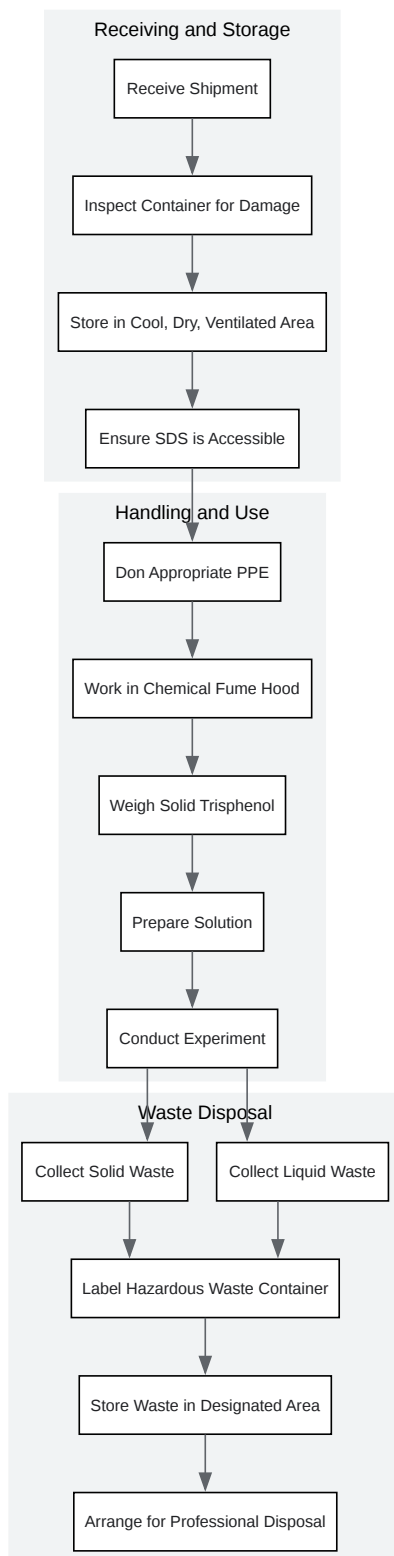 Receiving and Storage
Receive Shipment
Inspect Container for Damage
Store in Cool, Dry, Ventilated Area
Ensure SDS is Accessible
Handling and Use
Don Appropriate PPE
Work in Chemical Fume Hood
Weigh Solid Trisphenol
Prepare Solution
Conduct Experiment
Waste Disposal
Collect Solid Waste
Collect Liquid Waste
Label Hazardous Waste Container
Store Waste in Designated Area
Arrange for Professional Disposal